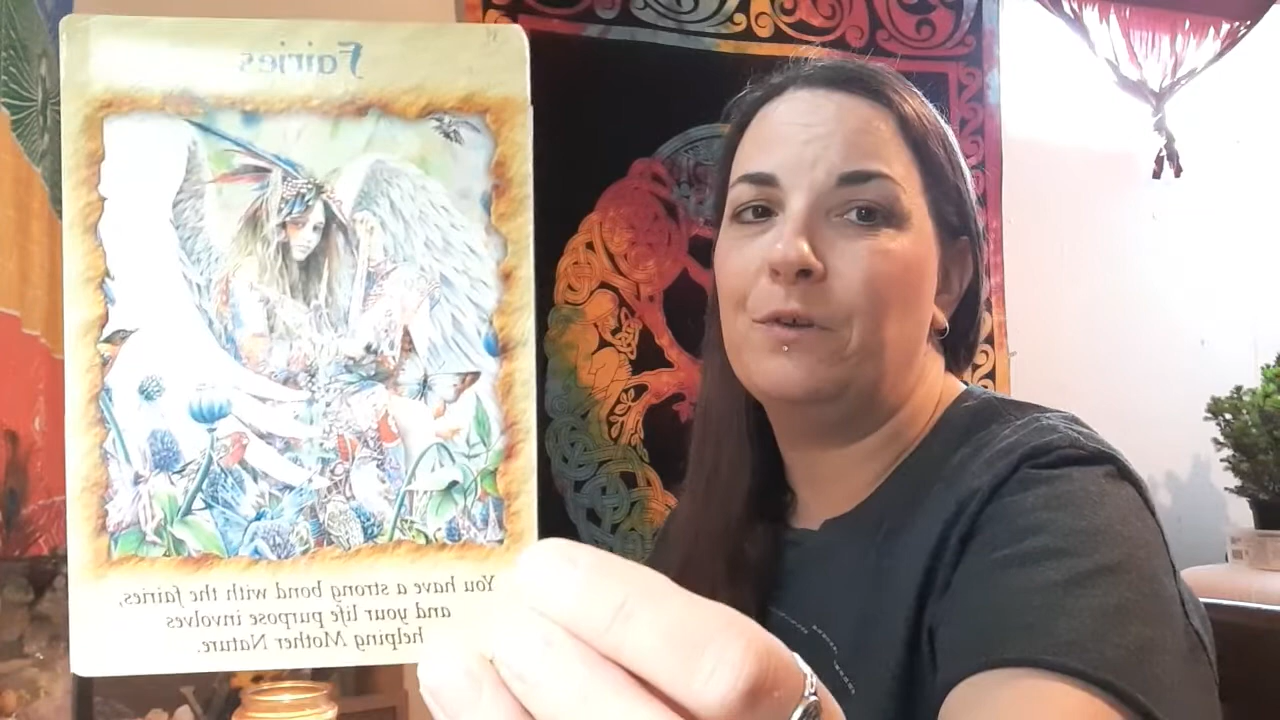 Fairies
You have a strong bond with the fairies,
and your life purpose involves
helping Mother Nature.